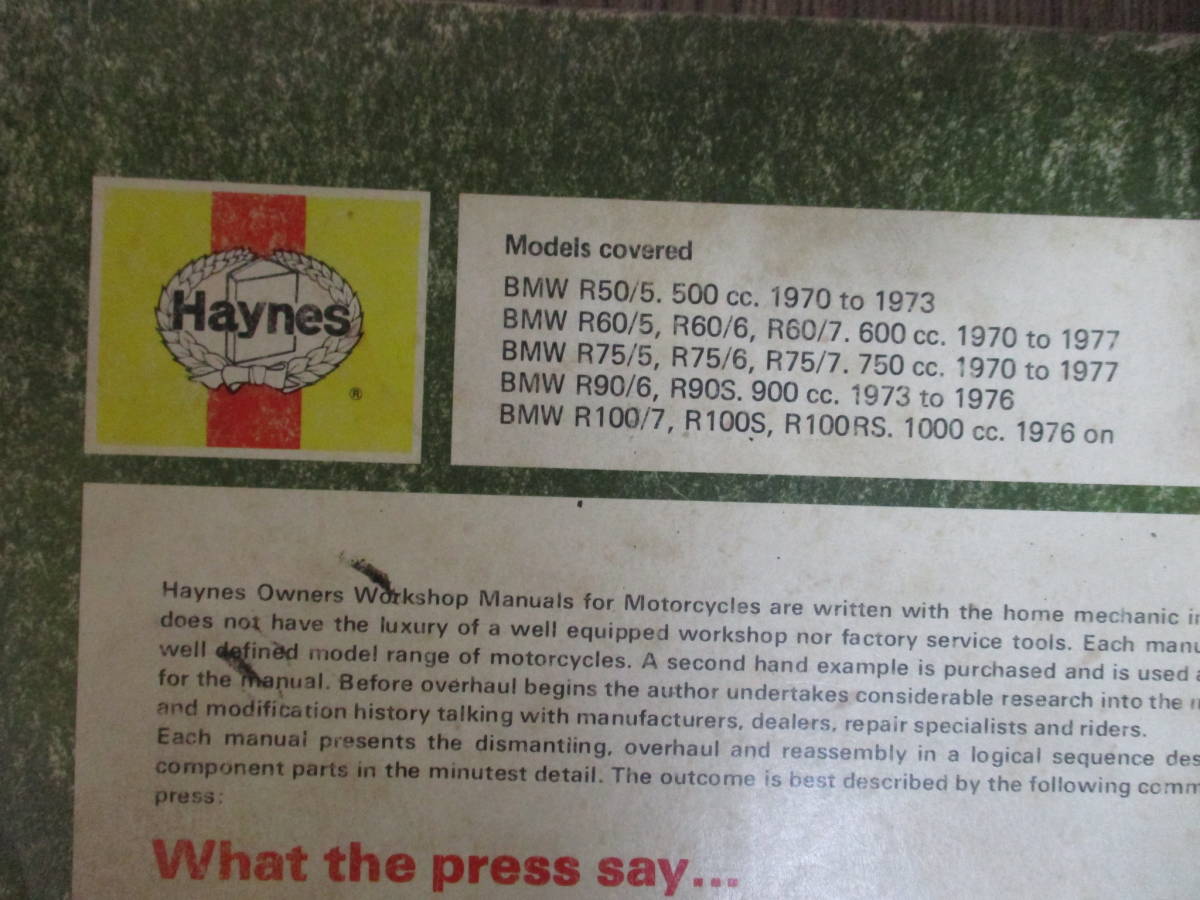 Haynes
®
Models covered
BMW R50/5. 500 cc. 1970 to 1973
BMW R60/5, R60/6, R60/7. 600 cc. 1970 to 1977
BMW R75/5, R75/6, R75/7. 750 cc. 1970 to 1977
BMW R90/6, R90S. 900 cc. 1973 to 1976
BMW R100/7, R100S, R100RS. 1000 cc. 1976 on
Haynes Owners Workshop Manuals for Motorcycles are written with the home mechanic
does not have the luxury of a well equipped workshop nor factory service tools. Each
well defined model range of motorcycles. A second hand example is purchased and is used
for the manual. Before overhaul begins the author undertakes considerable research into the
and modification history talking with manufacturers, dealers, repair specialists and riders.
Each manual presents the dismantling, overhaul and reassembly in a logical sequence
component parts in the minutest detail. The outcome is best described by the following
press:
What the press say...